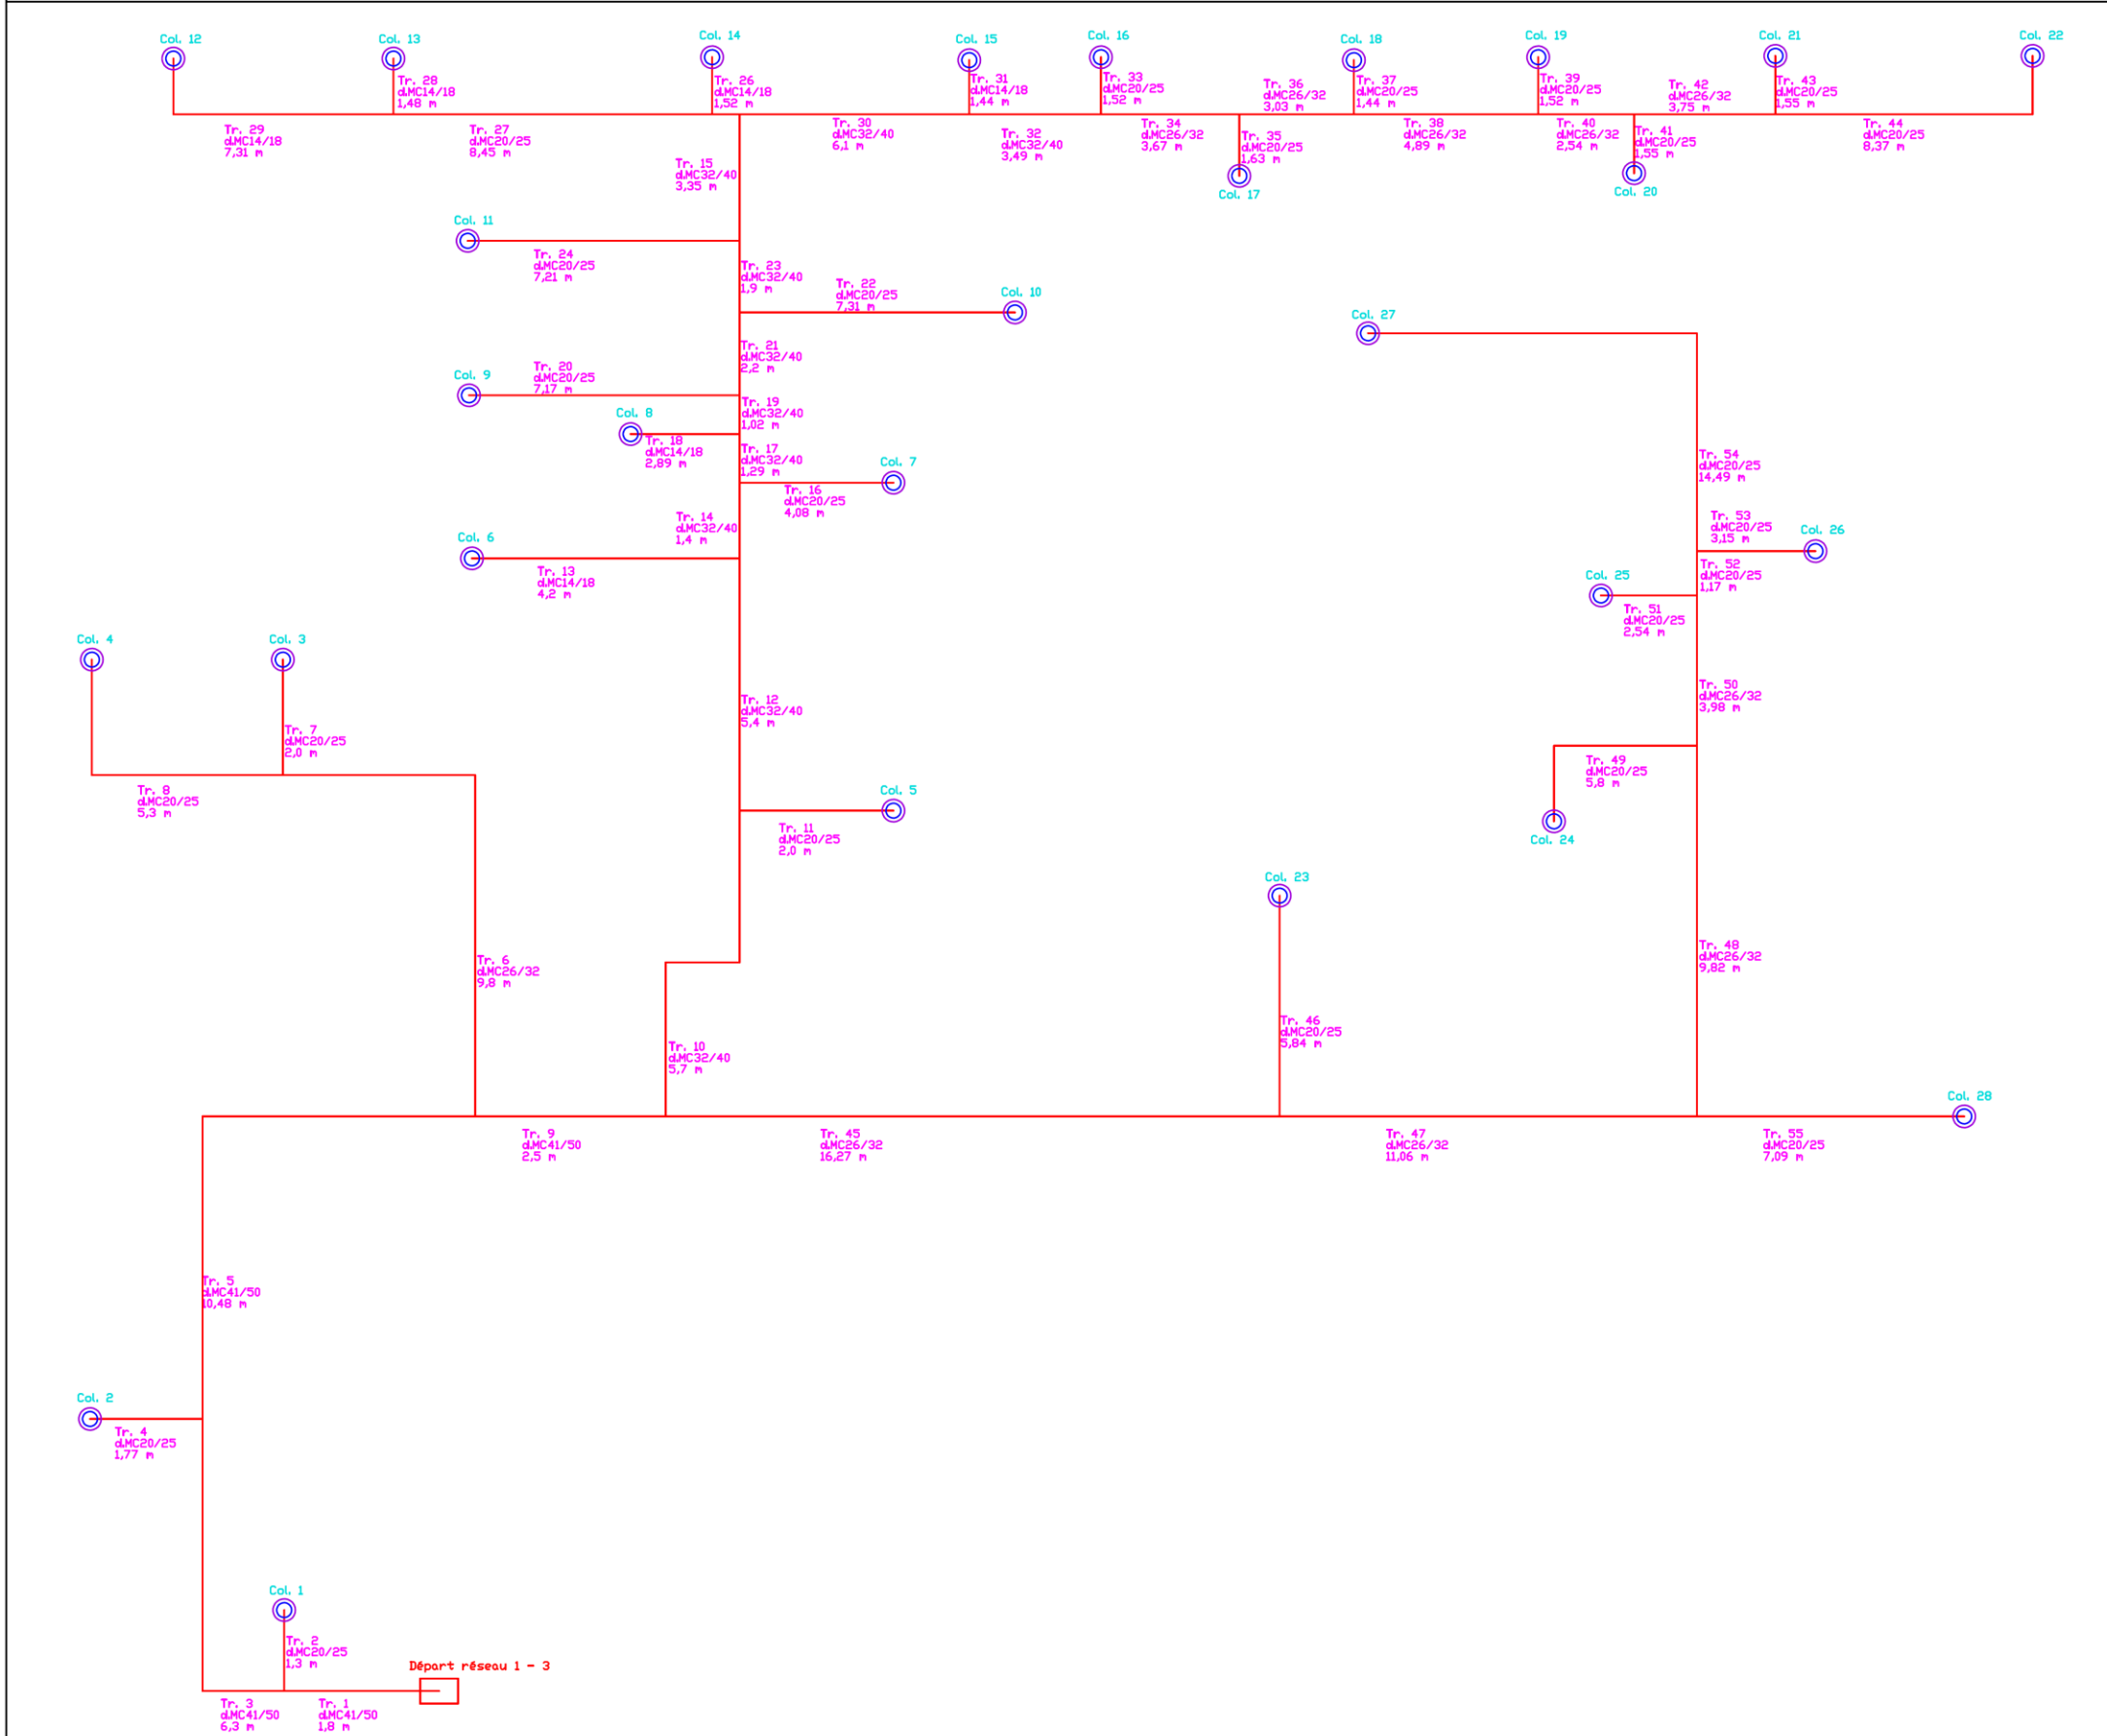 Col. 12
Col. 13
Col. 14
Col. 15
Col. 16
Col. 18
Col. 19
Col. 21
Col. 22
Tr. 28
d.MC14/18
1,48 m
Tr. 26
d.MC14/18
1,52 m
Tr. 31
d.MC14/18
1,44 m
Tr. 33
d.MC20/25
1,52 m
Tr. 36
d.MC26/32
3,03 m
Tr. 37
d.MC20/25
1,44 m
Tr. 39
d.MC20/25
1,52 m
Tr. 42
d.MC26/32
3,75 m
Tr. 43
d.MC20/25
1,55 m
Tr. 29
d.MC14/18
7,31 m
Tr. 27
d.MC20/25
8,45 m
Tr. 30
d.MC32/40
6,1 m
Tr. 32
d.MC32/40
3,49 m
Tr. 34
d.MC26/32
3,67 m
Tr. 35
d.MC20/25
1,63 m
Tr. 38
d.MC26/32
4,89 m
Tr. 40
d.MC26/32
2,54 m
Tr. 41
d.MC20/25
1,55 m
Tr. 44
d.MC20/25
8,37 m
Tr. 15
d.MC32/40
3,35 m
Col. 17
Col. 20
Col. 11
Tr. 24
d.MC20/25
7,21 m
Tr. 23
d.MC32/40
1,9 m
Tr. 22
d.MC20/25
7,31 m
Col. 10
Col. 27
Tr. 21
d.MC32/40
2,2 m
Tr. 20
d.MC20/25
7,17 m
Col. 9
Tr. 19
d.MC32/40
1,02 m
Col. 8
Tr. 18
d.MC14/18
2,89 m
Tr. 17
d.MC32/40
1,29 m
Col. 7
Tr. 16
d.MC20/25
4,08 m
Tr. 54
d.MC20/25
14,49 m
Tr. 14
d.MC32/40
1,4 m
Col. 6
Tr. 13
d.MC14/18
4,2 m
Tr. 53
d.MC20/25
3,15 m
Col. 26
Tr. 52
d.MC20/25
1,17 m
Col. 25
Tr. 51
d.MC20/25
2,54 m
Col. 4
Col. 3
Tr. 7
d.MC20/25
2,0 m
Tr. 12
d.MC32/40
5,4 m
Tr. 50
d.MC26/32
3,98 m
Tr. 8
d.MC20/25
5,3 m
Col. 5
Tr. 11
d.MC20/25
2,0 m
Tr. 49
d.MC20/25
5,8 m
Col. 24
Col. 23
Tr. 6
d.MC26/32
9,8 m
Tr. 48
d.MC26/32
9,82 m
Tr. 10
d.MC32/40
5,7 m
Tr. 46
d.MC20/25
5,84 m
Col. 28
Tr. 9
d.MC41/50
2,5 m
Tr. 45
d.MC26/32
16,27 m
Tr. 47
d.MC26/32
11,06 m
Tr. 55
d.MC20/25
7,09 m
Tr. 5
d.MC41/50
10,48 m
Col. 2
Tr. 4
d.MC20/25
1,77 m
Col. 1
Tr. 2
d.MC20/25
1,3 m
Départ réseau 1 - 3
Tr. 3
d.MC41/50
6,3 m
Tr. 1
d.MC41/50
1,8 m